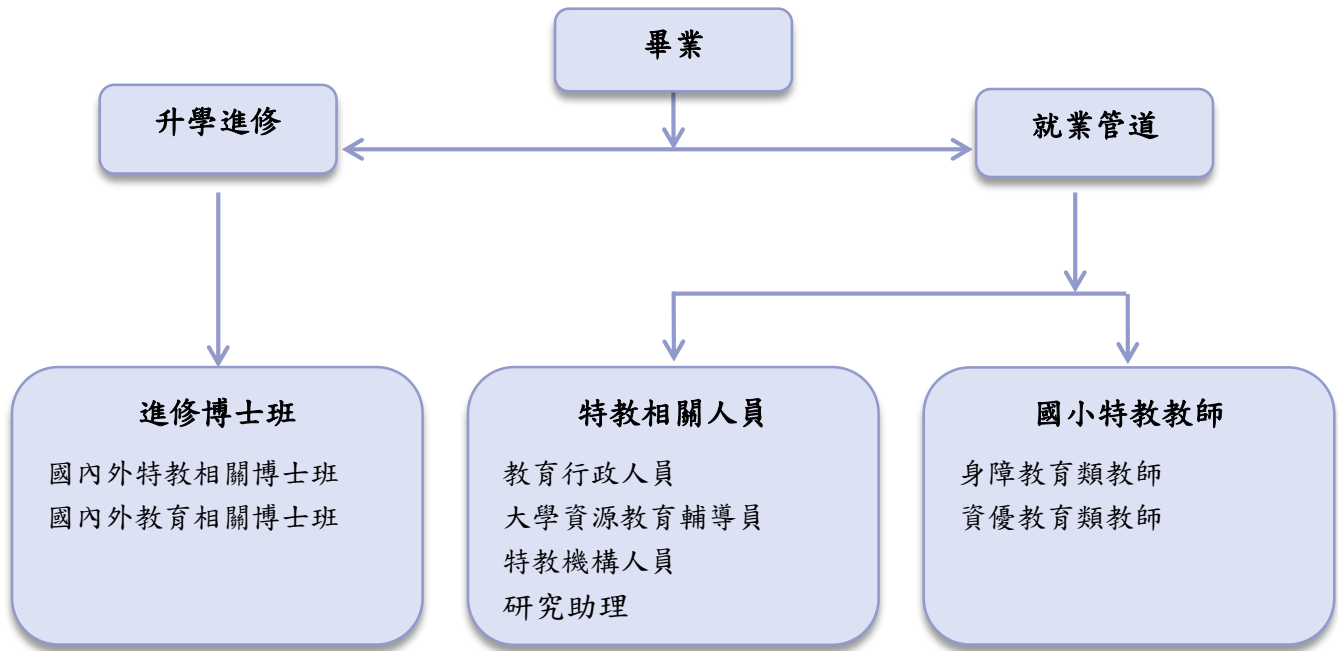 畢業
升學進修
就業管道
進修博士班
國內外特教相關博士班
國內外教育相關博士班
特教相關人員
教育行政人員
大學資源教育輔導員
特教機構人員
研究助理
國小特教教師
身障教育類教師
資優教育類教師